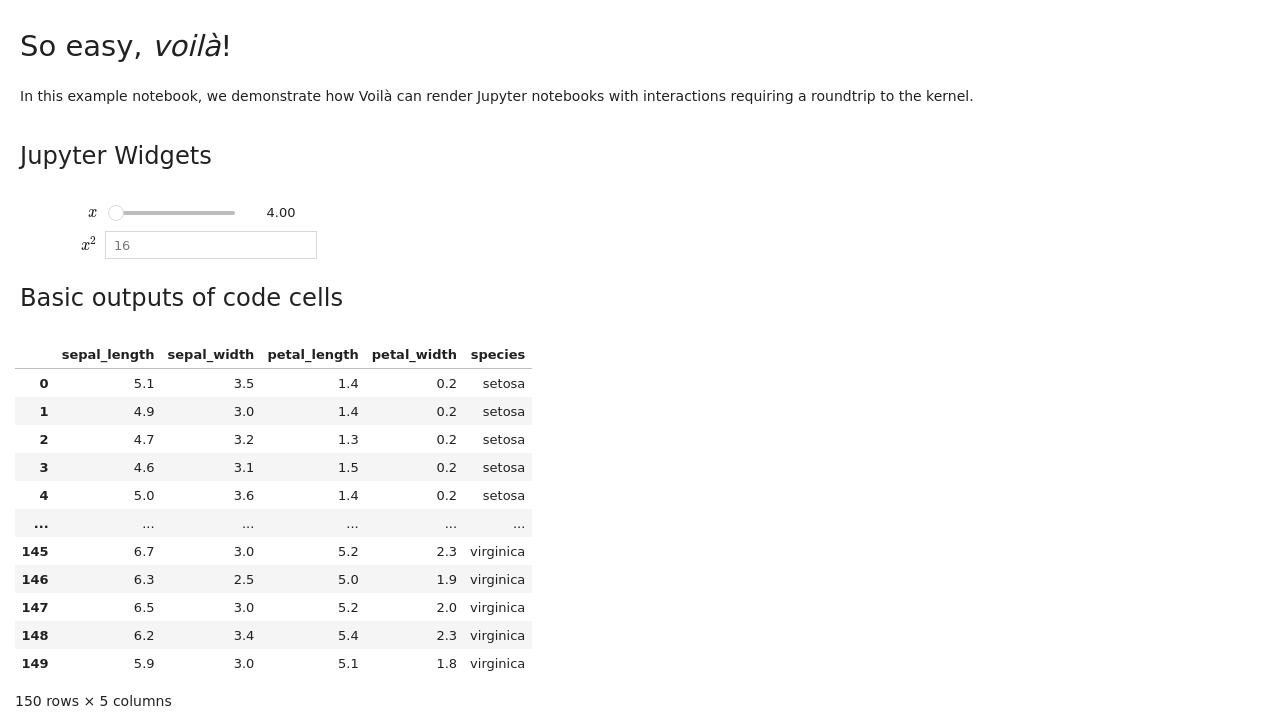 So easy, voilà!
In this example notebook, we demonstrate how Voilà can render Jupyter notebooks with interactions requiring a roundtrip to the kernel.
Jupyter Widgets
x 4.00
x² 16
Basic outputs of code cells
sepal_length sepal_width petal_length petal_width species
0 5.1 3.5 1.4 0.2 setosa
1 4.9 3.0 1.4 0.2 setosa
2 4.7 3.2 1.3 0.2 setosa
3 4.6 3.1 1.5 0.2 setosa
4 5.0 3.6 1.4 0.2 setosa
... ... ... ... ... ...
145 6.7 3.0 5.2 2.3 virginica
146 6.3 2.5 5.0 1.9 virginica
147 6.5 3.0 5.2 2.0 virginica
148 6.2 3.4 5.4 2.3 virginica
149 5.9 3.0 5.1 1.8 virginica
150 rows × 5 columns